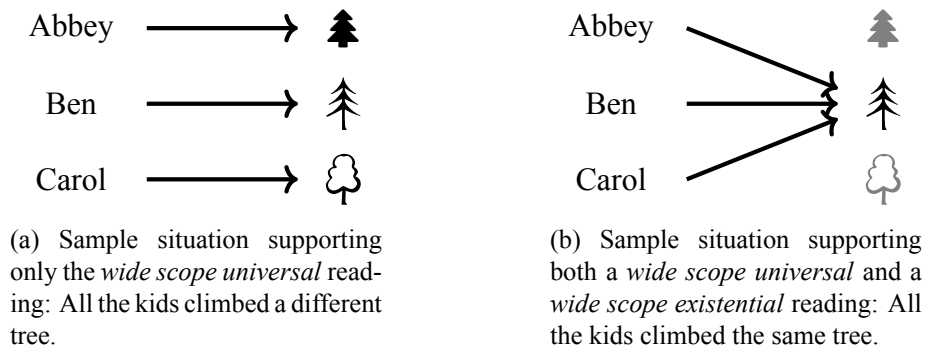 Abbey
Ben
Carol
(a) Sample situation supporting
only the wide scope universal read-
ing: All the kids climbed a different
tree.
Abbey
Ben
Carol
(b) Sample situation supporting
both a wide scope universal and a
wide scope existential reading: All
the kids climbed the same tree.